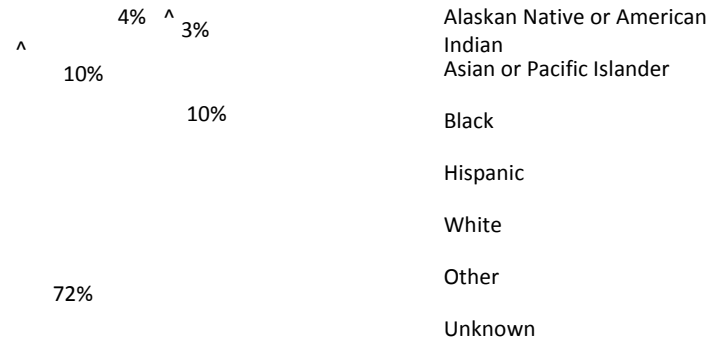 4% ^
3%
^
10%
10%
72%
Alaskan Native or American
Indian
Asian or Pacific Islander
Black
Hispanic
White
Other
Unknown